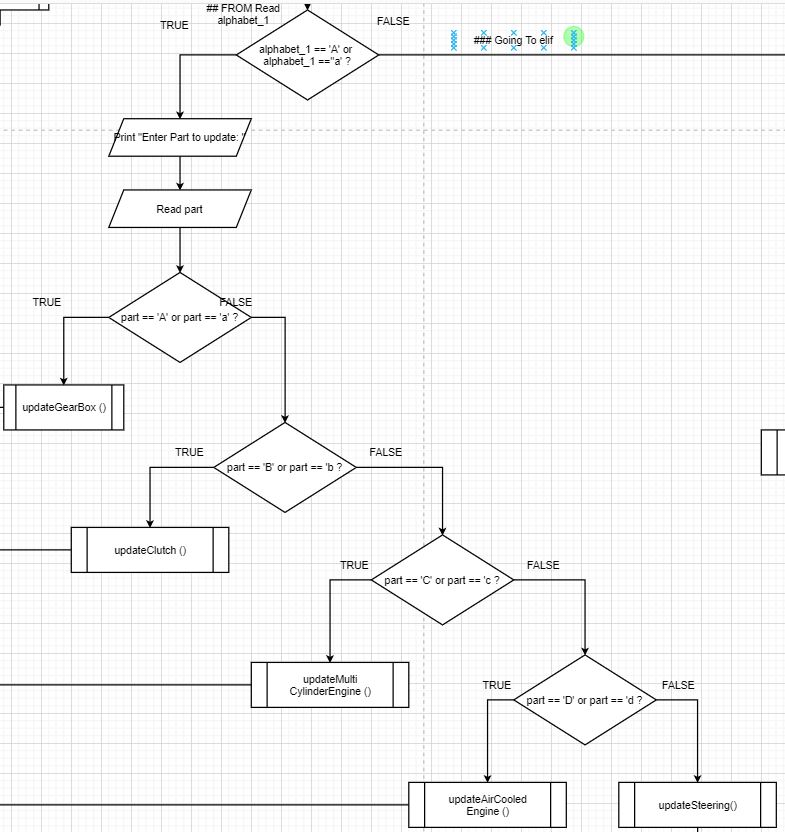 ## FROM Read
alphabet_1
TRUE
FALSE
alphabet_1 == 'A' or
alphabet_1 =="a' ?
### Going To elif
Print "Enter Part to update: "
Read part
TRUE
FALSE
part == 'A' or part == 'a' ?
updateGearBox ()
TRUE
FALSE
part == 'B' or part == 'b ?
updateClutch ()
TRUE
FALSE
part == 'C' or part == 'c ?
updateMulti
CylinderEngine ()
TRUE
FALSE
part == 'D' or part == 'd ?
updateAirCooled
Engine ()
updateSteering()